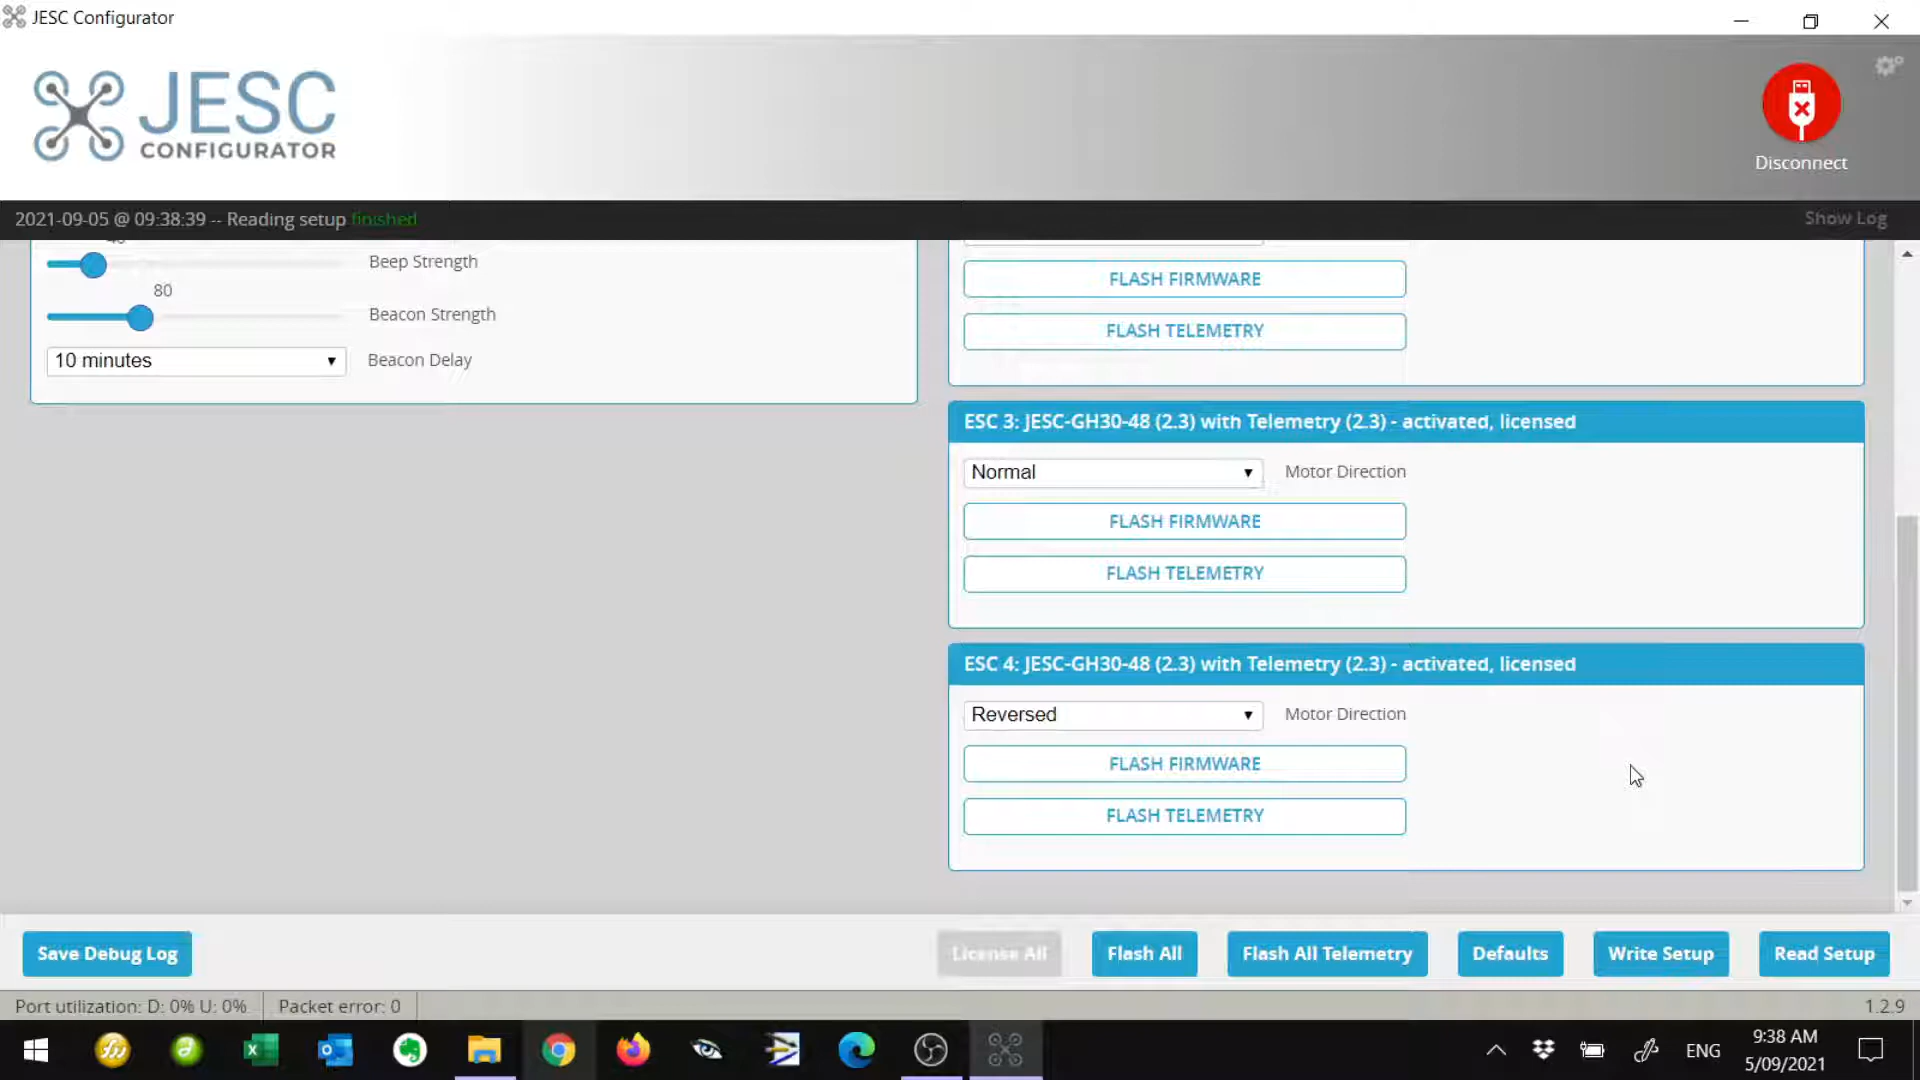 JESC Configurator
JESC
CONFIGURATOR
Disconnect
2021-09-05 @ 09:38:39 -- Reading setup finished
Show Log
Beep Strength
80
Beacon Strength
10 minutes
Beacon Delay
FLASH FIRMWARE
FLASH TELEMETRY
ESC 3: JESC-GH30-48 (2.3) with Telemetry (2.3) - activated, licensed
Normal
Motor Direction
FLASH FIRMWARE
FLASH TELEMETRY
ESC 4: JESC-GH30-48 (2.3) with Telemetry (2.3) - activated, licensed
Reversed
Motor Direction
FLASH FIRMWARE
FLASH TELEMETRY
Save Debug Log
License All
Flash All
Flash All Telemetry
Defaults
Write Setup
Read Setup
Port utilization: D: 0% U: 0%
Packet error: 0
1.2.9
ENG
9:38 AM
5/09/2021